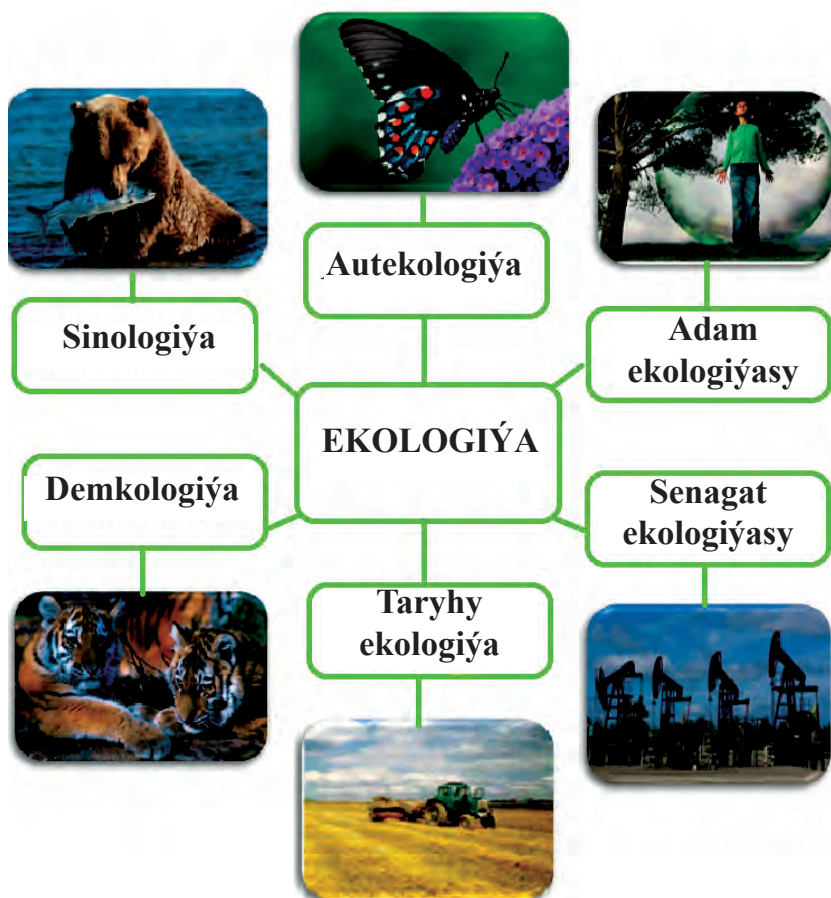 Autekologiýa
Sinologiýa
Adam
ekologiýasy
EKOLOGIÝA
Demkologiýa
Senagat
ekologiýasy
Taryhy
ekologiýa